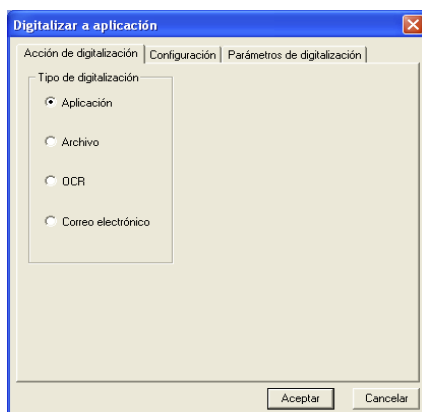 Digitalizar a aplicación
Acción de digitalización Configuración Parámetros de digitalización
Tipo de digitalización
Aplicación
Archivo
OCR
Correo electrónico
Aceptar Cancelar